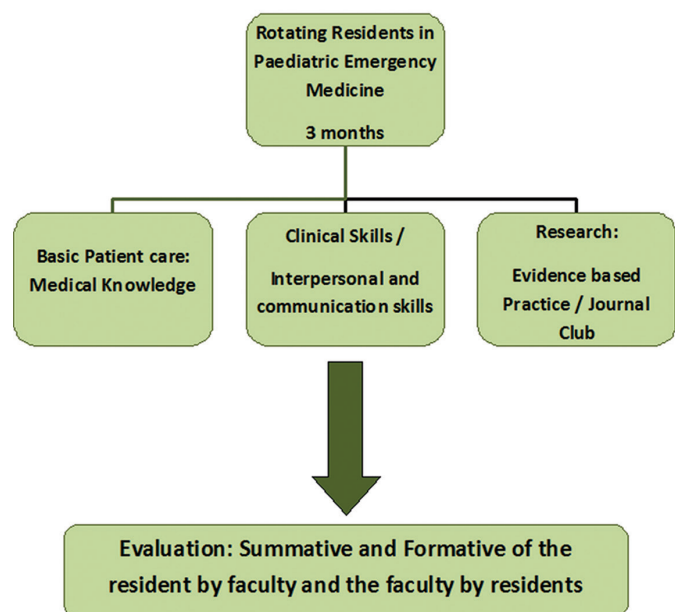 Rotating Residents in
Paediatric Emergency
Medicine
3 months
Basic Patient care:
Medical Knowledge
Clinical Skills /
Interpersonal and
communication skills
Research:
Evidence based
Practice / Journal
Club
Evaluation: Summative and Formative of the
resident by faculty and the faculty by residents